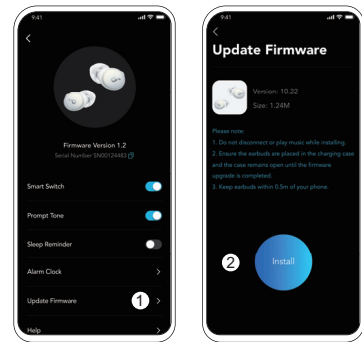 9:41
Firmware Version 1.2
Serial Number SN00124483
Smart Switch
Prompt Tone
Sleep Reminder
Alarm Clock
Update Firmware
1
Help
9:41
Update Firmware
Version: 10.22
Size: 1.24M
Please note:
1. Do not disconnect or play music while installing.
2. Ensure the earbuds are placed in the charging case
and the case remains open until the firmware
upgrade is completed.
3. Keep earbuds within 0.5m of your phone.
2
Install